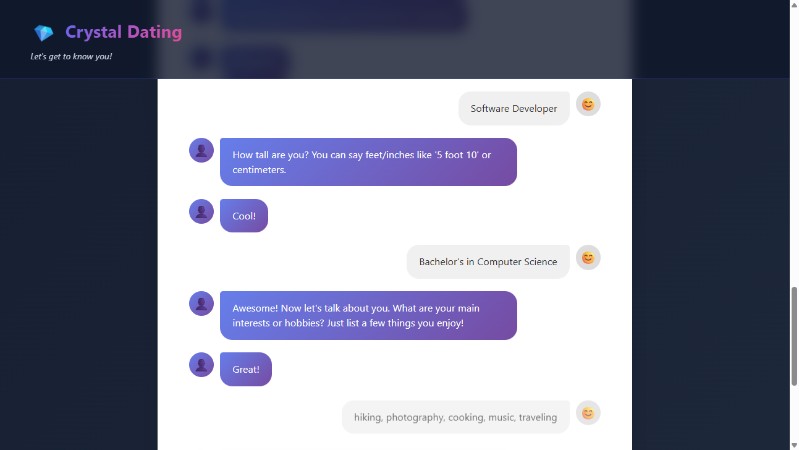 Crystal Dating
Let's get to know you!
Software Developer
How tall are you? You can say feet/inches like '5 foot 10' or
centimeters.
Cool!
Bachelor's in Computer Science
Awesome! Now let's talk about you. What are your main
interests or hobbies? Just list a few things you enjoy!
Great!
hiking, photography, cooking, music, traveling